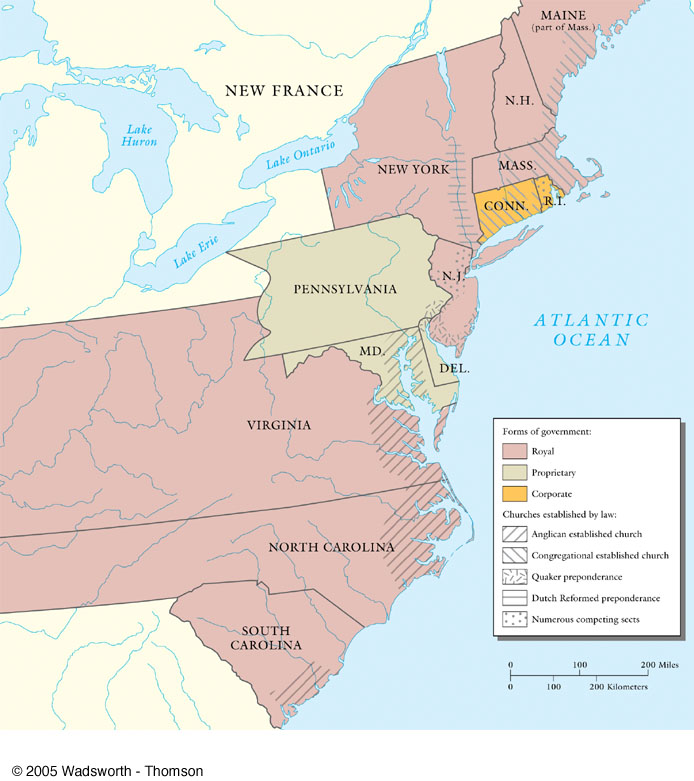 MAINE
(part of Mass.)
NEW FRANCE
N.H.
Lake
Huron
Lake Ontario
NEW YORK
MASS.
CONN.
R.I.
Lake Erie
N.J.
PENNSYLVANIA
ATLANTIC
OCEAN
MD.
DEL.
VIRGINIA
NORTH CAROLINA
SOUTH
CAROLINA
Forms of government:
Royal
Proprietary
Corporate
Churches established by law:
Anglican established church
Congregational established church
Quaker preponderance
Dutch Reformed preponderance
Numerous competing sects
0 100 200 Miles
0 100 200 Kilometers
© 2005 Wadsworth - Thomson